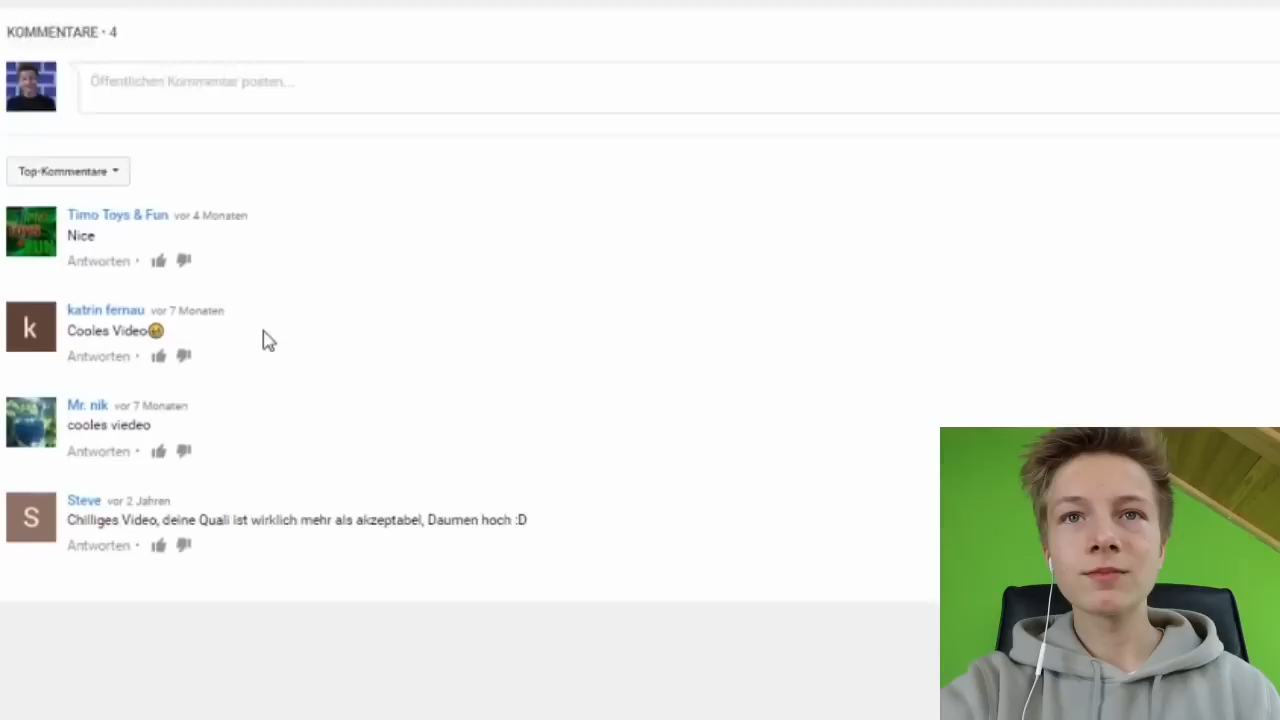 KOMMENTARE • 4
Öffentlichen Kommentar posten...
Top-Kommentare
Timo Toys & Fun vor 4 Monaten
Nice
Antworten •
k
katrin fernau vor 7 Monaten
Cooles Video
Antworten •
Mr. nik vor 7 Monaten
cooles viedeo
Antworten •
S
Steve vor 2 Jahren
Chilliges Video, deine Quali ist wirklich mehr als akzeptabel, Daumen hoch :D
Antworten •